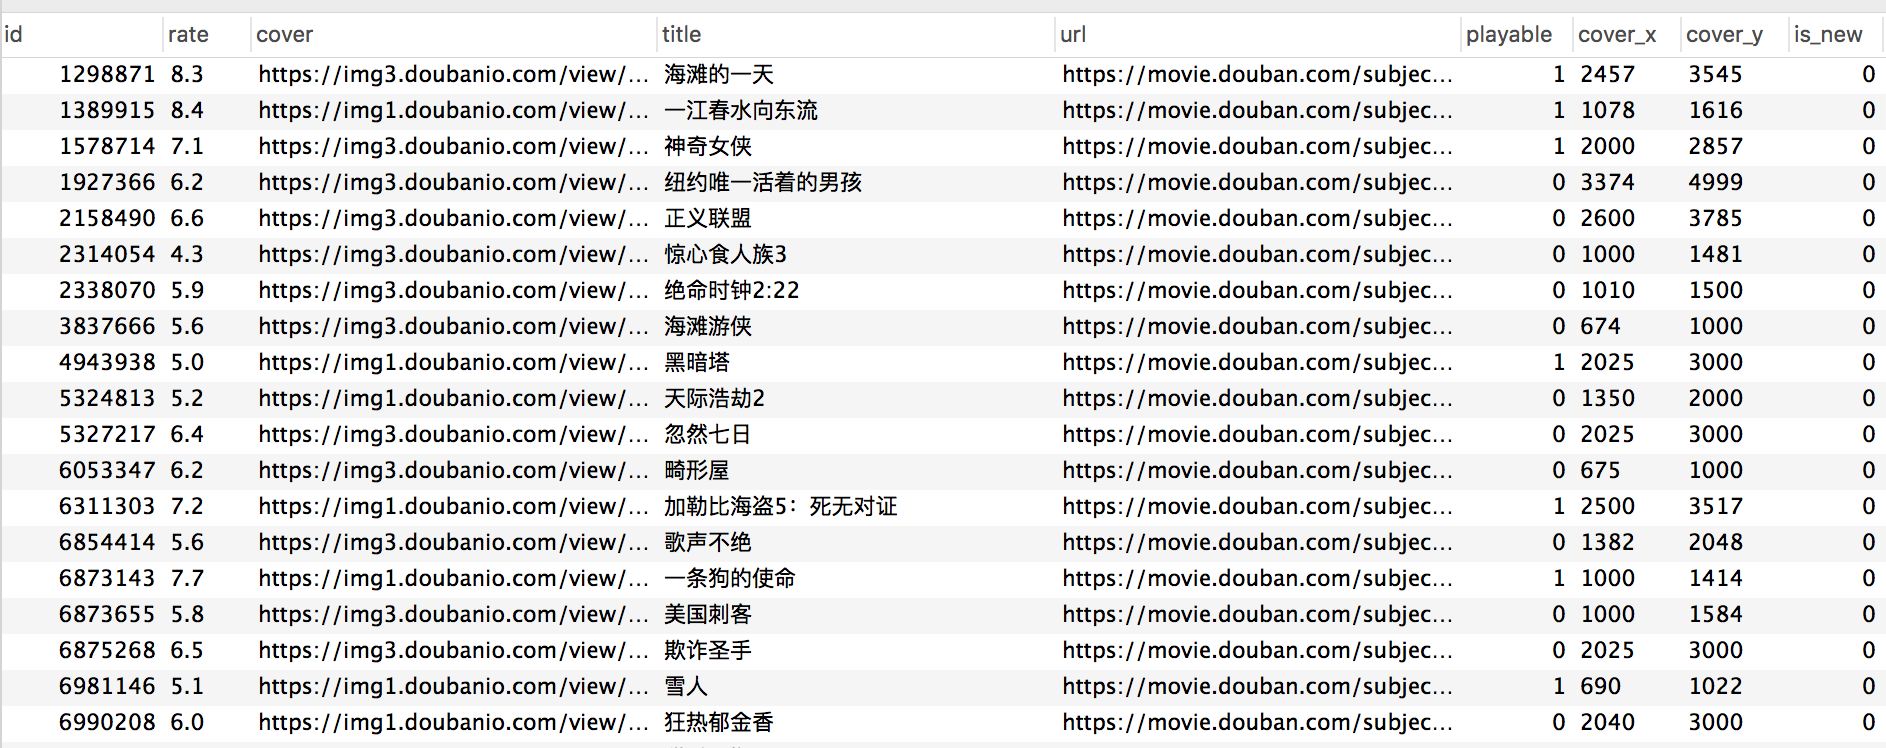 id rate cover title url playable cover_x cover_y is_new
1298871 8.3 https://img3.doubanio.com/view/... 海滩的一天 https://movie.douban.com/subjec... 1 2457 3545 0
1389915 8.4 https://img1.doubanio.com/view/... 一江春水向东流 https://movie.douban.com/subjec... 1 1078 1616 0
1578714 7.1 https://img3.doubanio.com/view/... 神奇女侠 https://movie.douban.com/subjec... 1 2000 2857 0
1927366 6.2 https://img3.doubanio.com/view/... 纽约唯一活着的男孩 https://movie.douban.com/subjec... 0 3374 4999 0
2158490 6.6 https://img3.doubanio.com/view/... 正义联盟 https://movie.douban.com/subjec... 0 2600 3785 0
2314054 4.3 https://img3.doubanio.com/view/... 惊心食人族3 https://movie.douban.com/subjec... 0 1000 1481 0
2338070 5.9 https://img3.doubanio.com/view/... 绝命时钟2:22 https://movie.douban.com/subjec... 0 1010 1500 0
3837666 5.6 https://img3.doubanio.com/view/... 海滩游侠 https://movie.douban.com/subjec... 0 674 1000 0
4943938 5.0 https://img1.doubanio.com/view/... 黑暗塔 https://movie.douban.com/subjec... 1 2025 3000 0
5324813 5.2 https://img1.doubanio.com/view/... 天际浩劫2 https://movie.douban.com/subjec... 0 1350 2000 0
5327217 6.4 https://img3.doubanio.com/view/... 忽然七日 https://movie.douban.com/subjec... 0 2025 3000 0
6053347 6.2 https://img3.doubanio.com/view/... 畸形屋 https://movie.douban.com/subjec... 0 675 1000 0
6311303 7.2 https://img1.doubanio.com/view/... 加勒比海盗5：死无对证 https://movie.douban.com/subjec... 1 2500 3517 0
6854414 5.6 https://img3.doubanio.com/view/... 歌声不绝 https://movie.douban.com/subjec... 0 1382 2048 0
6873143 7.7 https://img1.doubanio.com/view/... 一条狗的使命 https://movie.douban.com/subjec... 1 1000 1414 0
6873655 5.8 https://img3.doubanio.com/view/... 美国刺客 https://movie.douban.com/subjec... 0 1000 1584 0
6875268 6.5 https://img3.doubanio.com/view/... 欺诈圣手 https://movie.douban.com/subjec... 0 2025 3000 0
6981146 5.1 https://img1.doubanio.com/view/... 雪人 https://movie.douban.com/subjec... 1 690 1022 0
6990208 6.0 https://img1.doubanio.com/view/... 狂热郁金香 https://movie.douban.com/subjec... 0 2040 3000 0